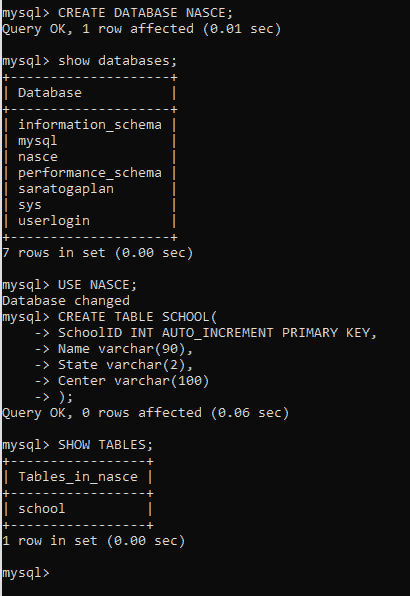 mysql> CREATE DATABASE NASCE;
Query OK, 1 row affected (0.01 sec)
mysql> show databases;
+--------------------+
| Database           |
+--------------------+
| information_schema |
| mysql              |
| nasce              |
| performance_schema |
| saratogaplan       |
| sys                |
| userlogin          |
+--------------------+
7 rows in set (0.00 sec)
mysql> USE NASCE;
Database changed
mysql> CREATE TABLE SCHOOL(
    -> SchoolID INT AUTO_INCREMENT PRIMARY KEY,
    -> Name varchar(90),
    -> State varchar(2),
    -> Center varchar(100)
    -> );
Query OK, 0 rows affected (0.06 sec)
mysql> SHOW TABLES;
+-----------------+
| Tables_in_nasce |
+-----------------+
| school          |
+-----------------+
1 row in set (0.00 sec)
mysql>